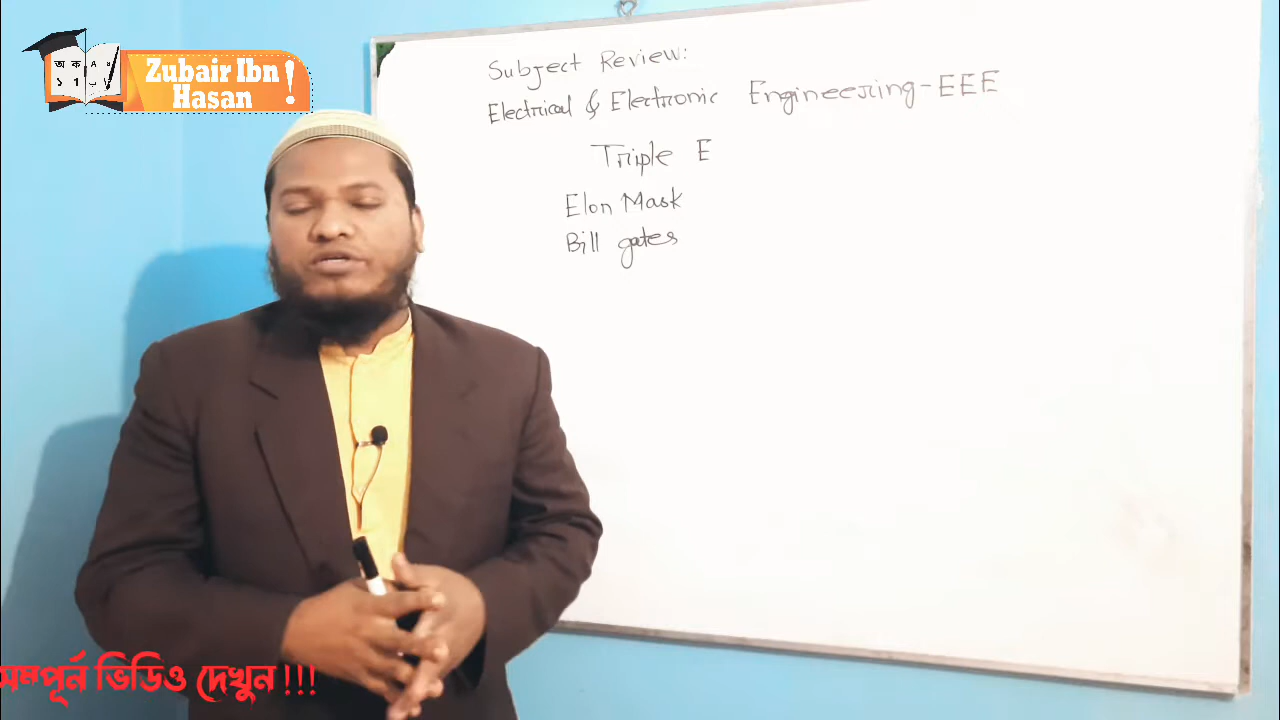 Zubair Ibn
Hasan !
Subject Review:
Electrical & Electronic Engineering-EEE
Triple E
Elon Mask
Bill gates
সম্পূর্ন ভিডিও দেখুন !!!